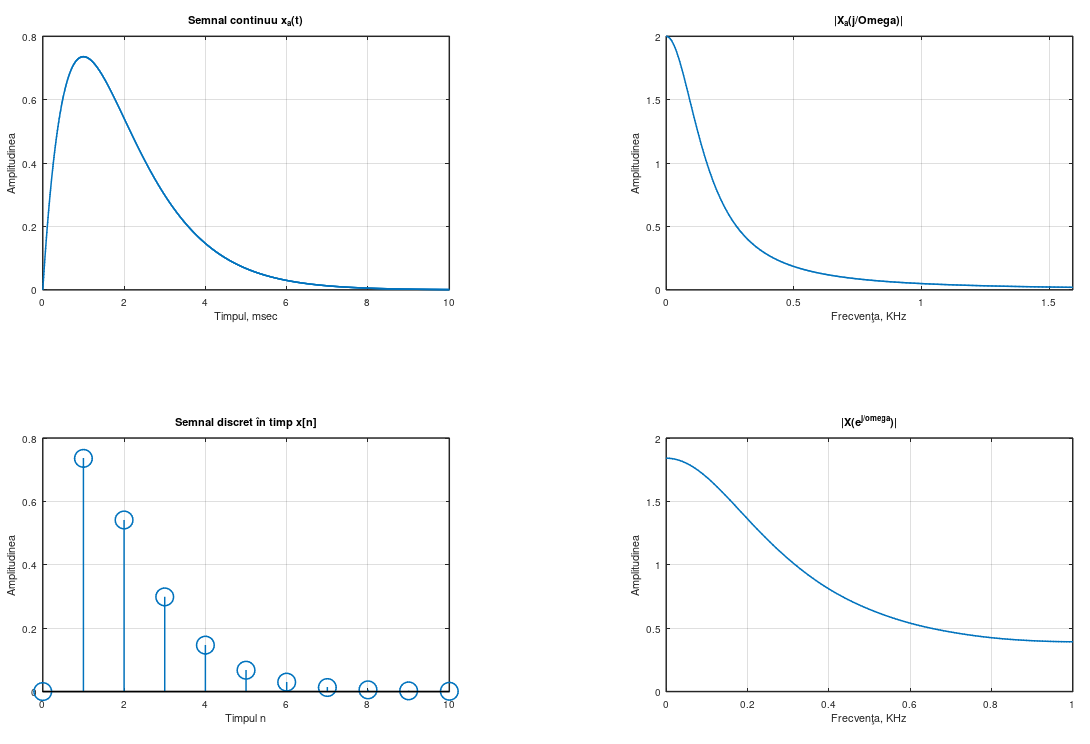 Semnal continuu xa(t)
Amplitudinea
0.8
0.6
0.4
0.2
0
0 2 4 6 8 10
Timpul, msec
|Xa(j/Omega)|
Amplitudinea
2
1.5
1
0.5
0
0 0.5 1 1.5
Frecvenţa, KHz
Semnal discret în timp x[n]
Amplitudinea
0.8
0.6
0.4
0.2
0
0 2 4 6 8 10
Timpul n
|X(ej/omega)|
Amplitudinea
2
1.5
1
0.5
0
0 0.2 0.4 0.6 0.8 1
Frecvenţa, KHz